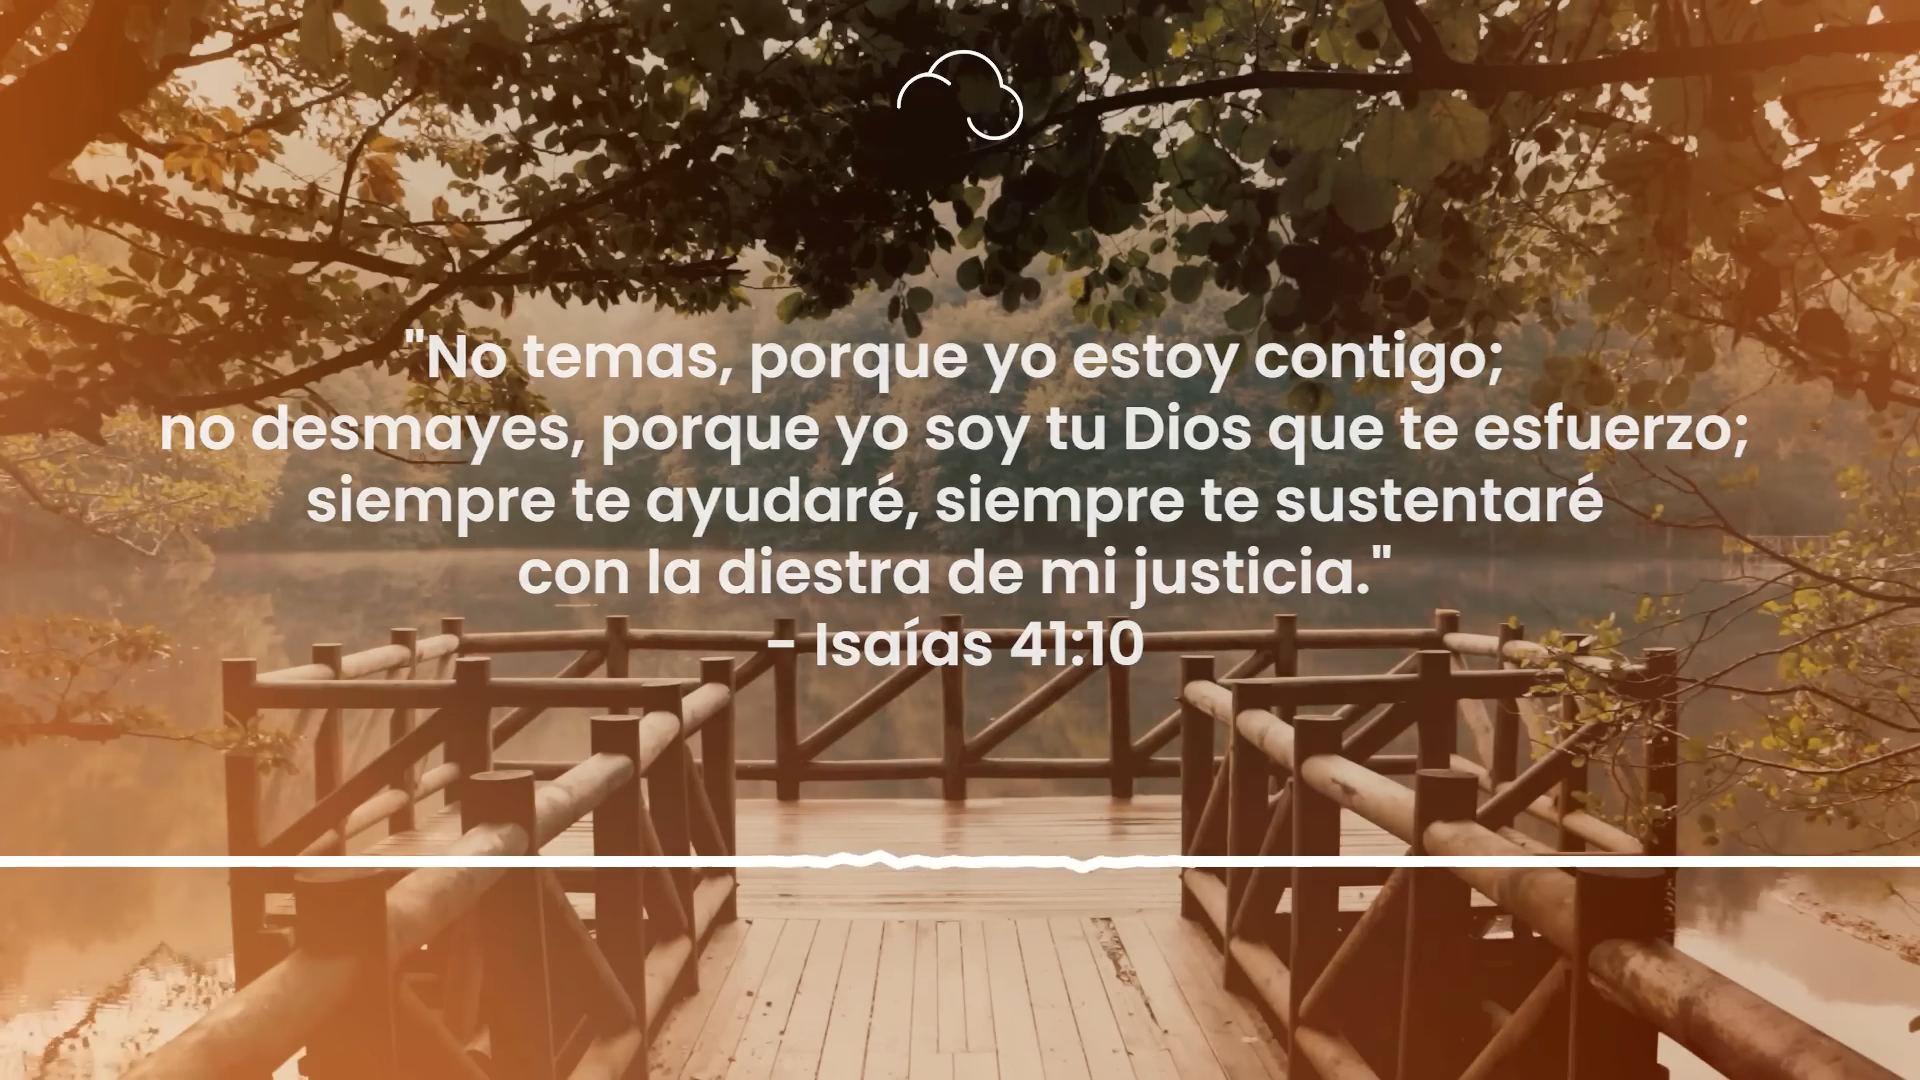 "No temas, porque yo estoy contigo;
no desmayes, porque yo soy tu Dios que te esfuerzo;
siempre te ayudaré, siempre te sustentaré
con la diestra de mi justicia."
- Isaías 41:10